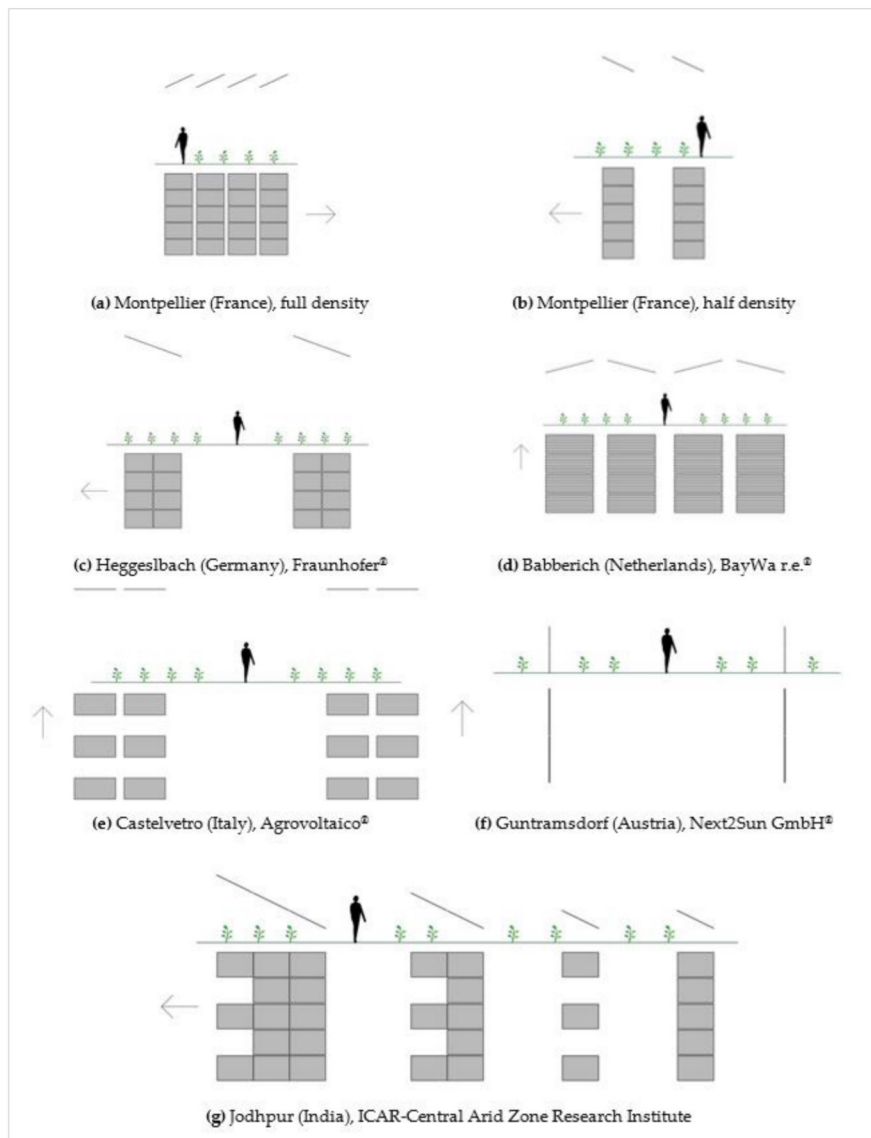 (a) Montpellier (France), full density
(b) Montpellier (France), half density
(c) Heggeslbach (Germany), Fraunhofer®
(d) Babberich (Netherlands), BayWa r.e.®
(e) Castelvetro (Italy), Agrovoltaico®
(f) Guntramsdorf (Austria), Next2Sun GmbH®
(g) Jodhpur (India), ICAR-Central Arid Zone Research Institute